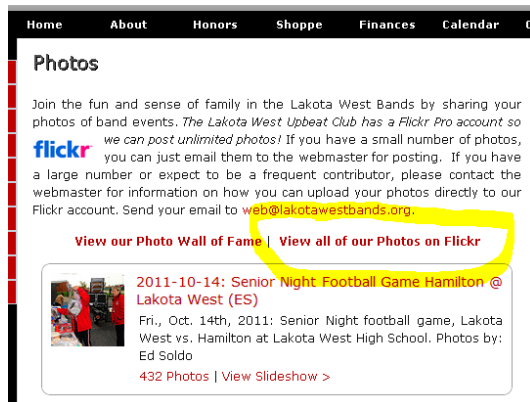 Home About Honors Shoppe Finances Calendar
Photos
Join the fun and sense of family in the Lakota West Bands by sharing your
photos of band events. The Lakota West Upbeat Club has a Flickr Pro account so
flickr we can post unlimited photos! If you have a small number of photos,
you can just email them to the webmaster for posting. If you have
a large number or expect to be a frequent contributor, please contact the
webmaster for information on how you can upload your photos directly to our
Flickr account. Send your email to web@lakotawestbands.org.
View our Photo Wall of Fame | View all of our Photos on Flickr
2011-10-14: Senior Night Football Game Hamilton @
Lakota West (ES)
Fri., Oct. 14th, 2011: Senior Night football game, Lakota
West vs. Hamilton at Lakota West High School. Photos by:
Ed Soldo
432 Photos | View Slideshow >